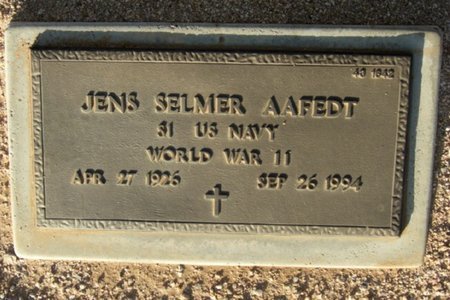 43 1942
JENS SELMER AAFEDT
S1 US NAVY
WORLD WAR II
APR 27 1926 SEP 26 1994